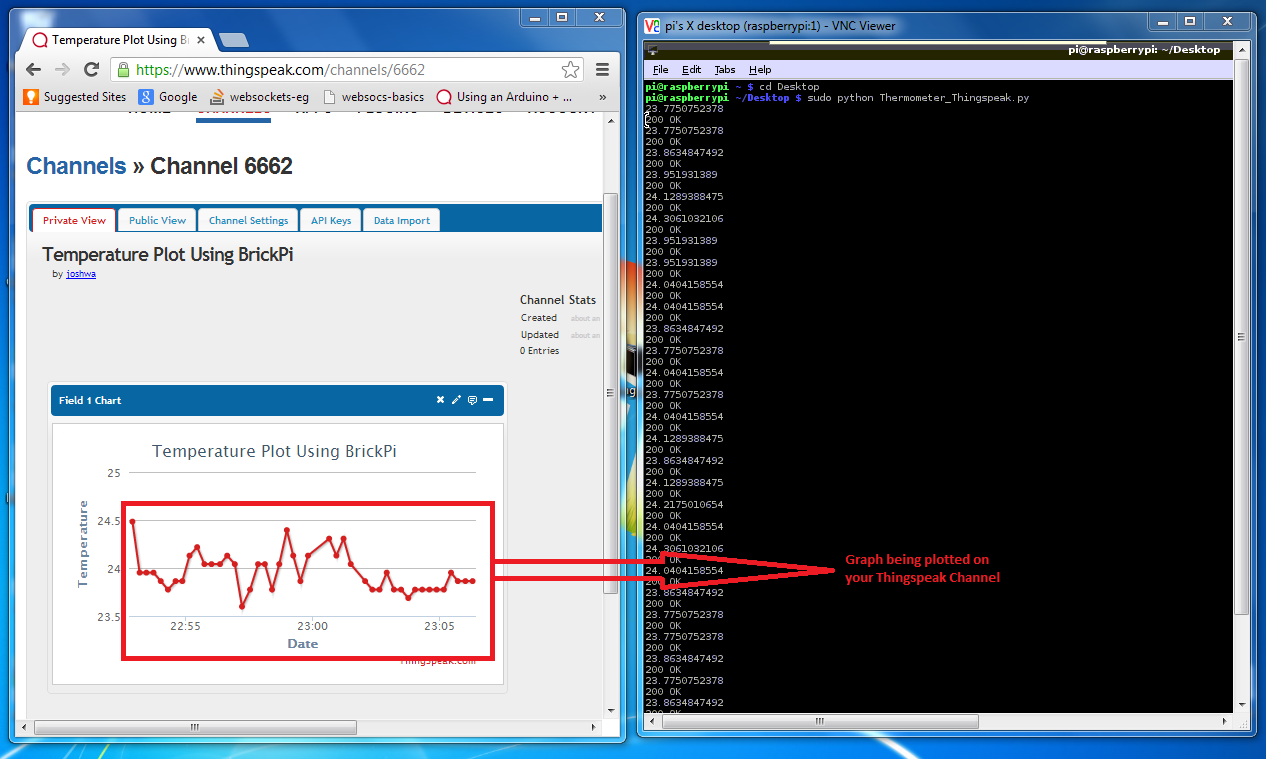 Temperature Plot Using B
https://www.thingspeak.com/channels/6662
Suggested Sites
Google
websockets-eg
websocs-basics
Using an Arduino + ...
»
Channels » Channel 6662
Private View
Public View
Channel Settings
API Keys
Data Import
Temperature Plot Using BrickPi
by joshwa
Channel Stats
Created about an
Updated about an
0 Entries
Field 1 Chart
Temperature Plot Using BrickPi
25
24.5
24
23.5
Temperature
22:55
23:00
23:05
Date
Thingspeak.com
pi's X desktop (raspberrypi:1) - VNC Viewer
pi@raspberrypi: ~/Desktop
File Edit Tabs Help
pi@raspberrypi ~ $ cd Desktop
pi@raspberrypi ~/Desktop $ sudo python Thermometer_Thingspeak.py
23.7750752378
200 OK
23.7750752378
200 OK
23.8634847492
200 OK
23.951931389
200 OK
24.1289388475
200 OK
24.3061032106
200 OK
23.951931389
200 OK
23.951931389
200 OK
24.0404158554
200 OK
24.0404158554
200 OK
23.8634847492
200 OK
23.7750752378
200 OK
24.0404158554
200 OK
23.7750752378
200 OK
24.0404158554
200 OK
24.1289388475
200 OK
23.8634847492
200 OK
24.1289388475
200 OK
24.2175010654
200 OK
24.0404158554
200 OK
24.3061032106
200 OK
24.0404158554
200 OK
23.8634847492
200 OK
23.7750752378
200 OK
23.7750752378
200 OK
23.8634847492
200 OK
23.7750752378
200 OK
23.8634847492
200 OK
Graph being plotted on
your Thingspeak Channel